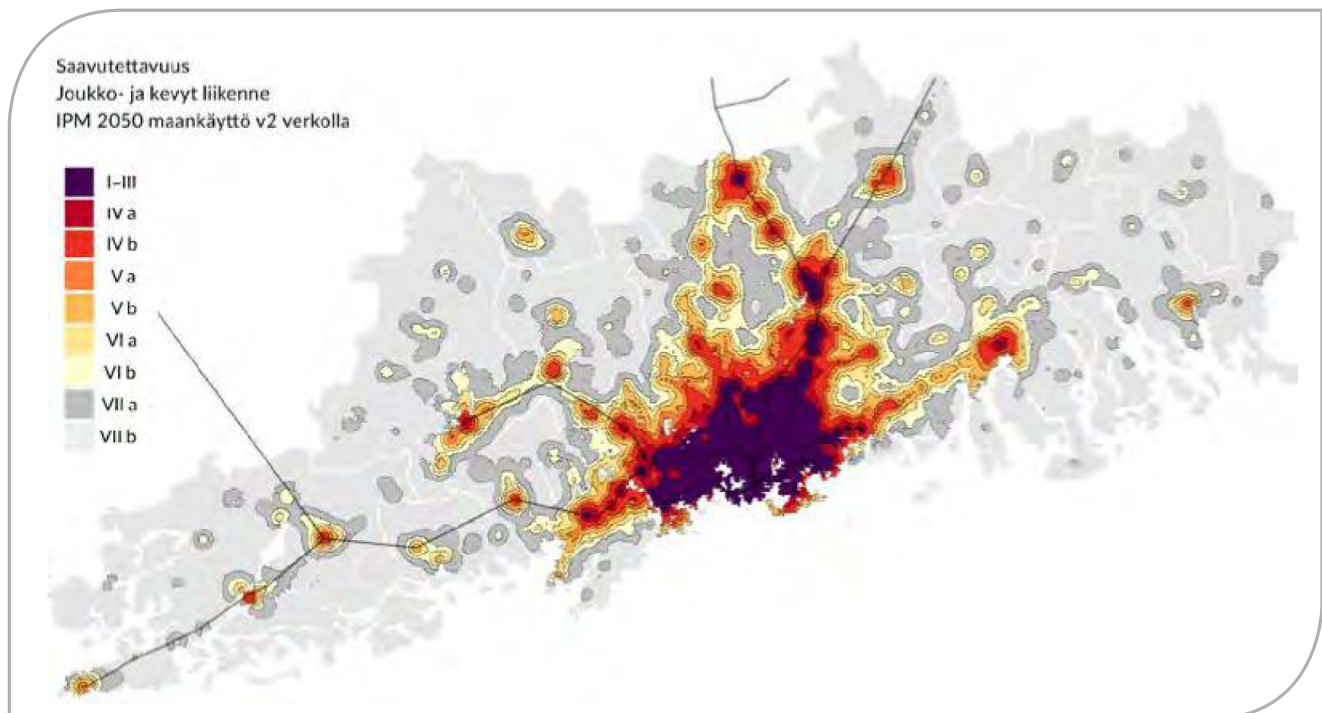 Saavutettavuus
Joukko- ja kevyt liikenne
IPM 2050 maankäyttö v2 verkolla
I-III
IV a
IV b
V a
V b
VI a
VI b
VII a
VII b